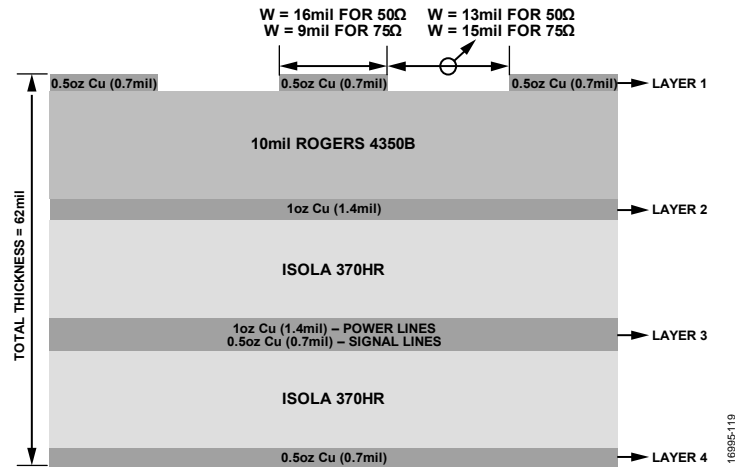 W = 16mil FOR 50Ω
W = 9mil FOR 75Ω
W = 13mil FOR 50Ω
W = 15mil FOR 75Ω
0.5oz Cu (0.7mil)
0.5oz Cu (0.7mil)
0.5oz Cu (0.7mil)
LAYER 1
10mil ROGERS 4350B
1oz Cu (1.4mil)
LAYER 2
ISOLA 370HR
TOTAL THICKNESS = 62mil
1oz Cu (1.4mil) – POWER LINES
0.5oz Cu (0.7mil) – SIGNAL LINES
LAYER 3
ISOLA 370HR
0.5oz Cu (0.7mil)
LAYER 4
16995-119